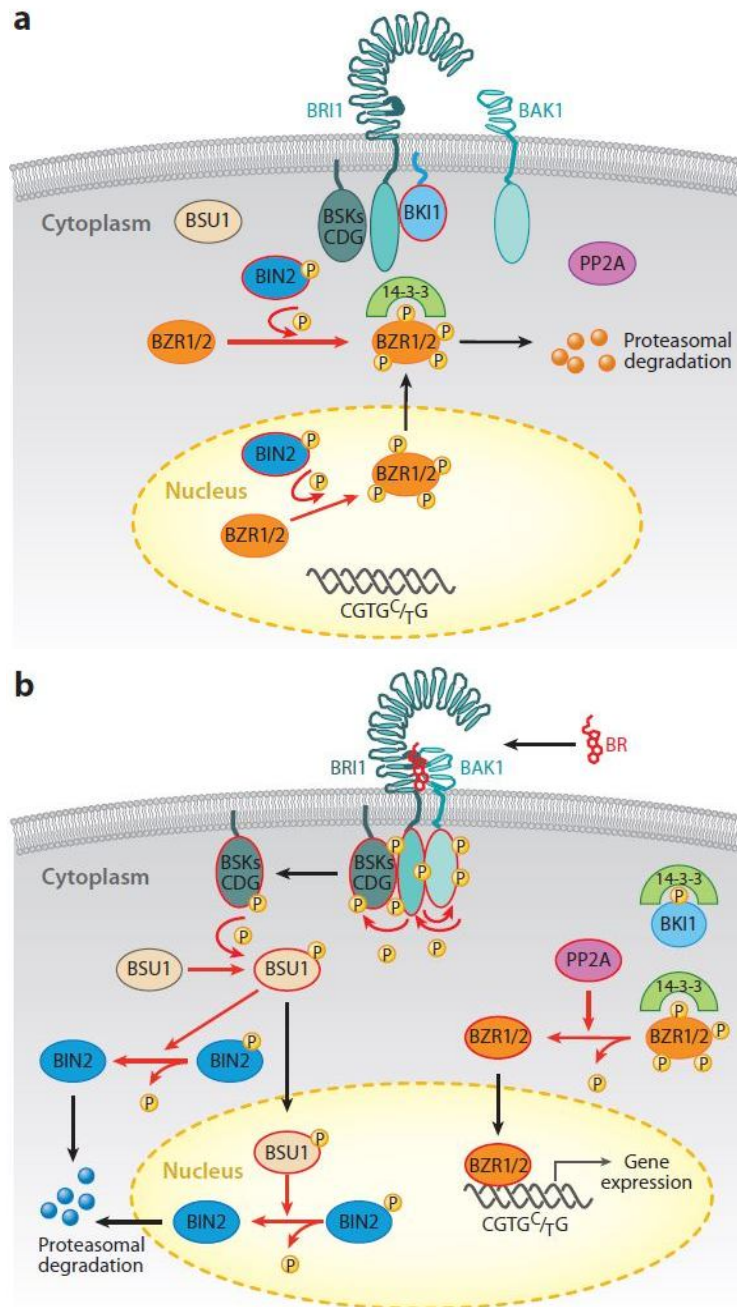 a
BRI1
BAK1
Cytoplasm
BSU1
BSKs
CDG
BKI1
PP2A
BIN2
P
14-3-3
P
P
BZR1/2
BZR1/2
P
P
P
Proteasomal
degradation
BIN2
P
P
P
BZR1/2
P
P
P
Nucleus
BZR1/2
CGTGC/TG
b
BR
BRI1
BAK1
Cytoplasm
BSKs
CDG
P
BSKs
CDG
P
P
P
P
P
P
P
P
P
14-3-3
P
BKI1
BSU1
BSU1
P
PP2A
14-3-3
P
BZR1/2
BZR1/2
P
P
P
P
BIN2
BIN2
P
P
BSU1
P
Nucleus
BZR1/2
Gene
expression
CGTGC/TG
BIN2
BIN2
P
P
Proteasomal
degradation